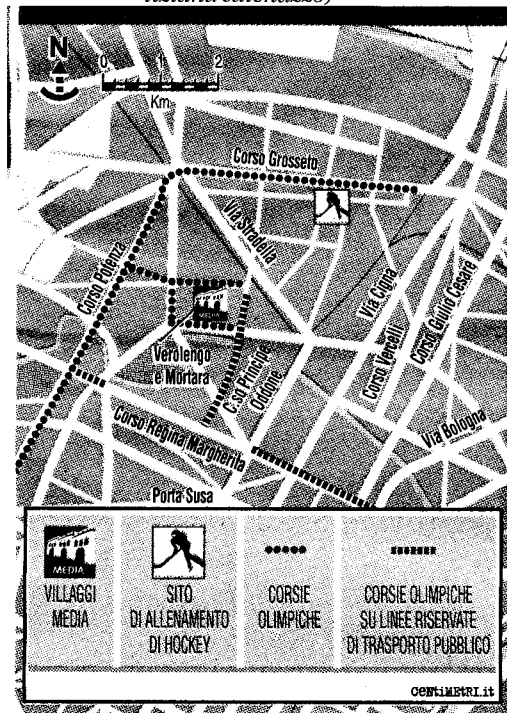 N
0 1 2
Km
Corso Grosseto
Via Stradella
Corso Potenza
MEDIA
Verolengo
e Mortara
C.so Principe
Oddone
Via Cigna
Corso Vercelli
Corso Giulio Cesare
Corso Regina Margherita
Via Bologna
Porta Susa
MEDIA
VILLAGGI
MEDIA
SITO
DI ALLENAMENTO
DI HOCKEY
CORSIE
OLIMPICHE
CORSIE OLIMPICHE
SU LINEE RISERVATE
DI TRASPORTO PUBBLICO
CENTIMETRI.it